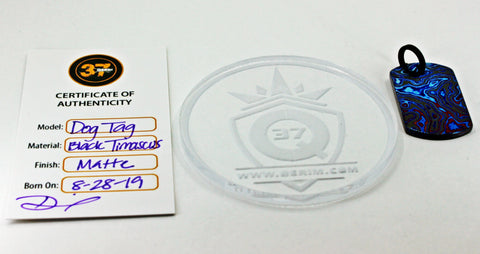 37
CERTIFICATE OF
AUTHENTICITY
Model: Dog Tag
Material: Black Timascus
Finish: Matte
Born On: 8-28-19
37
Q
WWW.BERIM.COM